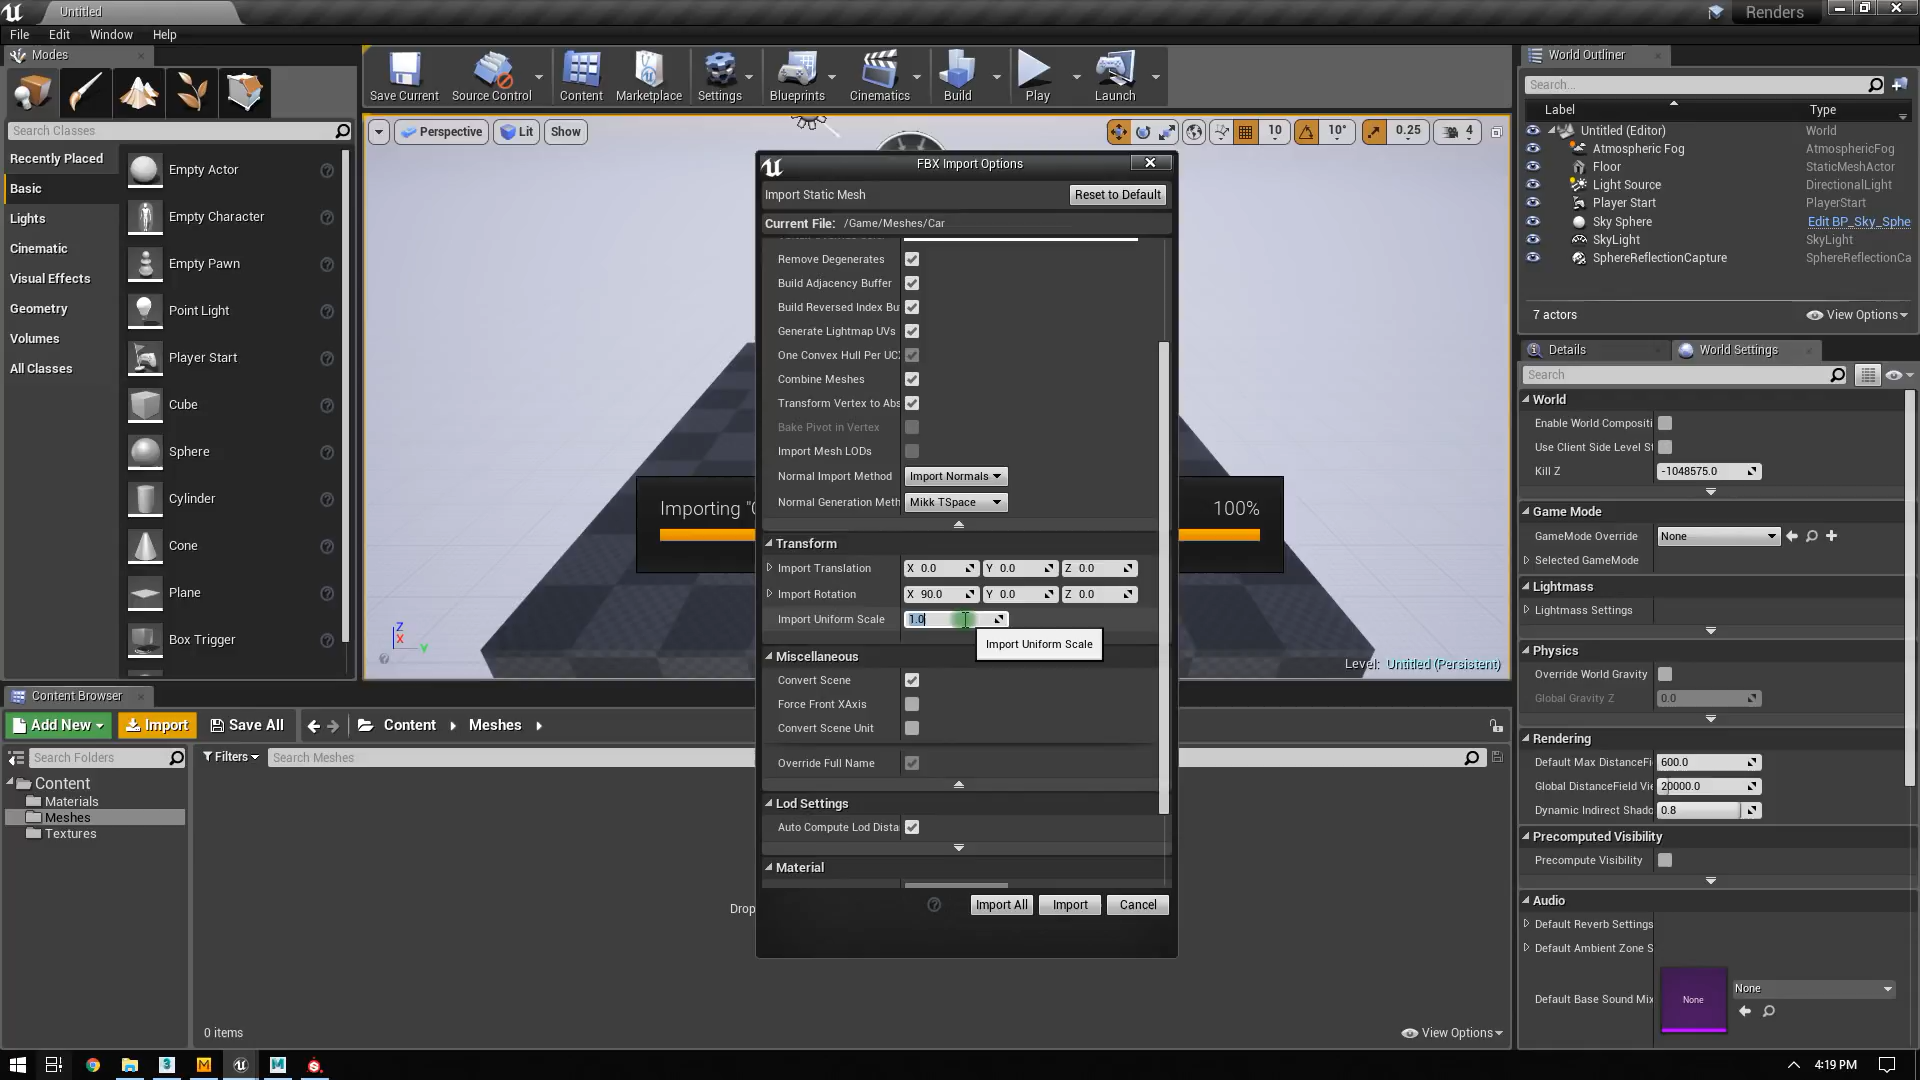 Untitled
Renders
File Edit Window Help
Modes
Search Classes
Recently Placed
Basic
Lights
Cinematic
Visual Effects
Geometry
Volumes
All Classes
Empty Actor
Empty Character
Empty Pawn
Point Light
Player Start
Cube
Sphere
Cylinder
Cone
Plane
Box Trigger
Save Current
Source Control
Content
Marketplace
Settings
Blueprints
Cinematics
Build
Play
Launch
Perspective Lit Show
10 10° 0.25 4
FBX Import Options
Import Static Mesh Reset to Default
Current File: /Game/Meshes/Car
Remove Degenerates
Build Adjacency Buffer
Build Reversed Index Bu
Generate Lightmap UVs
One Convex Hull Per UC
Combine Meshes
Transform Vertex to Abs
Bake Pivot in Vertex
Import Mesh LODs
Normal Import Method Import Normals
Normal Generation Meth Mikk TSpace
Transform
Import Translation X 0.0 Y 0.0 Z 0.0
Import Rotation X 90.0 Y 0.0 Z 0.0
Import Uniform Scale 1.0
Import Uniform Scale
Miscellaneous
Convert Scene
Force Front XAxis
Convert Scene Unit
Override Full Name
Lod Settings
Auto Compute Lod Dista
Material
Import All Import Cancel
Importing "
100%
Z
X
Y
Level: Untitled (Persistent)
World Outliner
Search...
Label Type
Untitled (Editor) World
Atmospheric Fog AtmosphericFog
Floor StaticMeshActor
Light Source DirectionalLight
Player Start PlayerStart
Sky Sphere Edit BP_Sky_Sphe
SkyLight SkyLight
SphereReflectionCapture SphereReflectionCa
7 actors View Options
Details World Settings
Search
World
Enable World Compositi
Use Client Side Level St
Kill Z -1048575.0
Game Mode
GameMode Override None
Selected GameMode
Lightmass
Lightmass Settings
Physics
Override World Gravity
Global Gravity Z 0.0
Rendering
Default Max DistanceFi 600.0
Global DistanceField Vie 20000.0
Dynamic Indirect Shado 0.8
Precomputed Visibility
Precompute Visibility
Audio
Default Reverb Settings
Default Ambient Zone S
Default Base Sound Mix None None
Content Browser
Add New Import Save All Content Meshes
Search Folders Filters Search Meshes
Content
Materials
Meshes
Textures
Drop
0 items View Options
4:19 PM